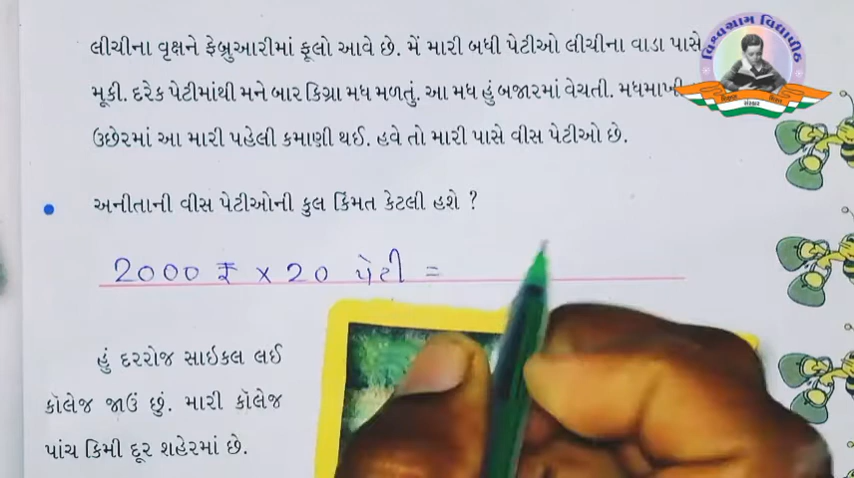 લીચીના વૃક્ષને ફેબ્રુઆરીમાં ફૂલો આવે છે. મેં મારી બધી પેટીઓ લીચીના વાડા પાસે
મૂકી. દરેક પેટીમાંથી મને બાર કિગ્રા મધ મળતું. આ મધ હું બજારમાં વેચતી. મધમાખી
ઉછેરમાં આ મારી પહેલી કમાણી થઈ. હવે તો મારી પાસે વીસ પેટીઓ છે.
વિશ્વગ્રામ વિદ્યાપીઠ
• અનીતાની વીસ પેટીઓની કુલ કિંમત કેટલી હશે ?
2000 ₹ × 20 પેટી =
હું દરરોજ સાઇકલ લઈ
કૉલેજ જાઉં છું. મારી કૉલેજ
પાંચ કિમી દૂર શહેરમાં છે.